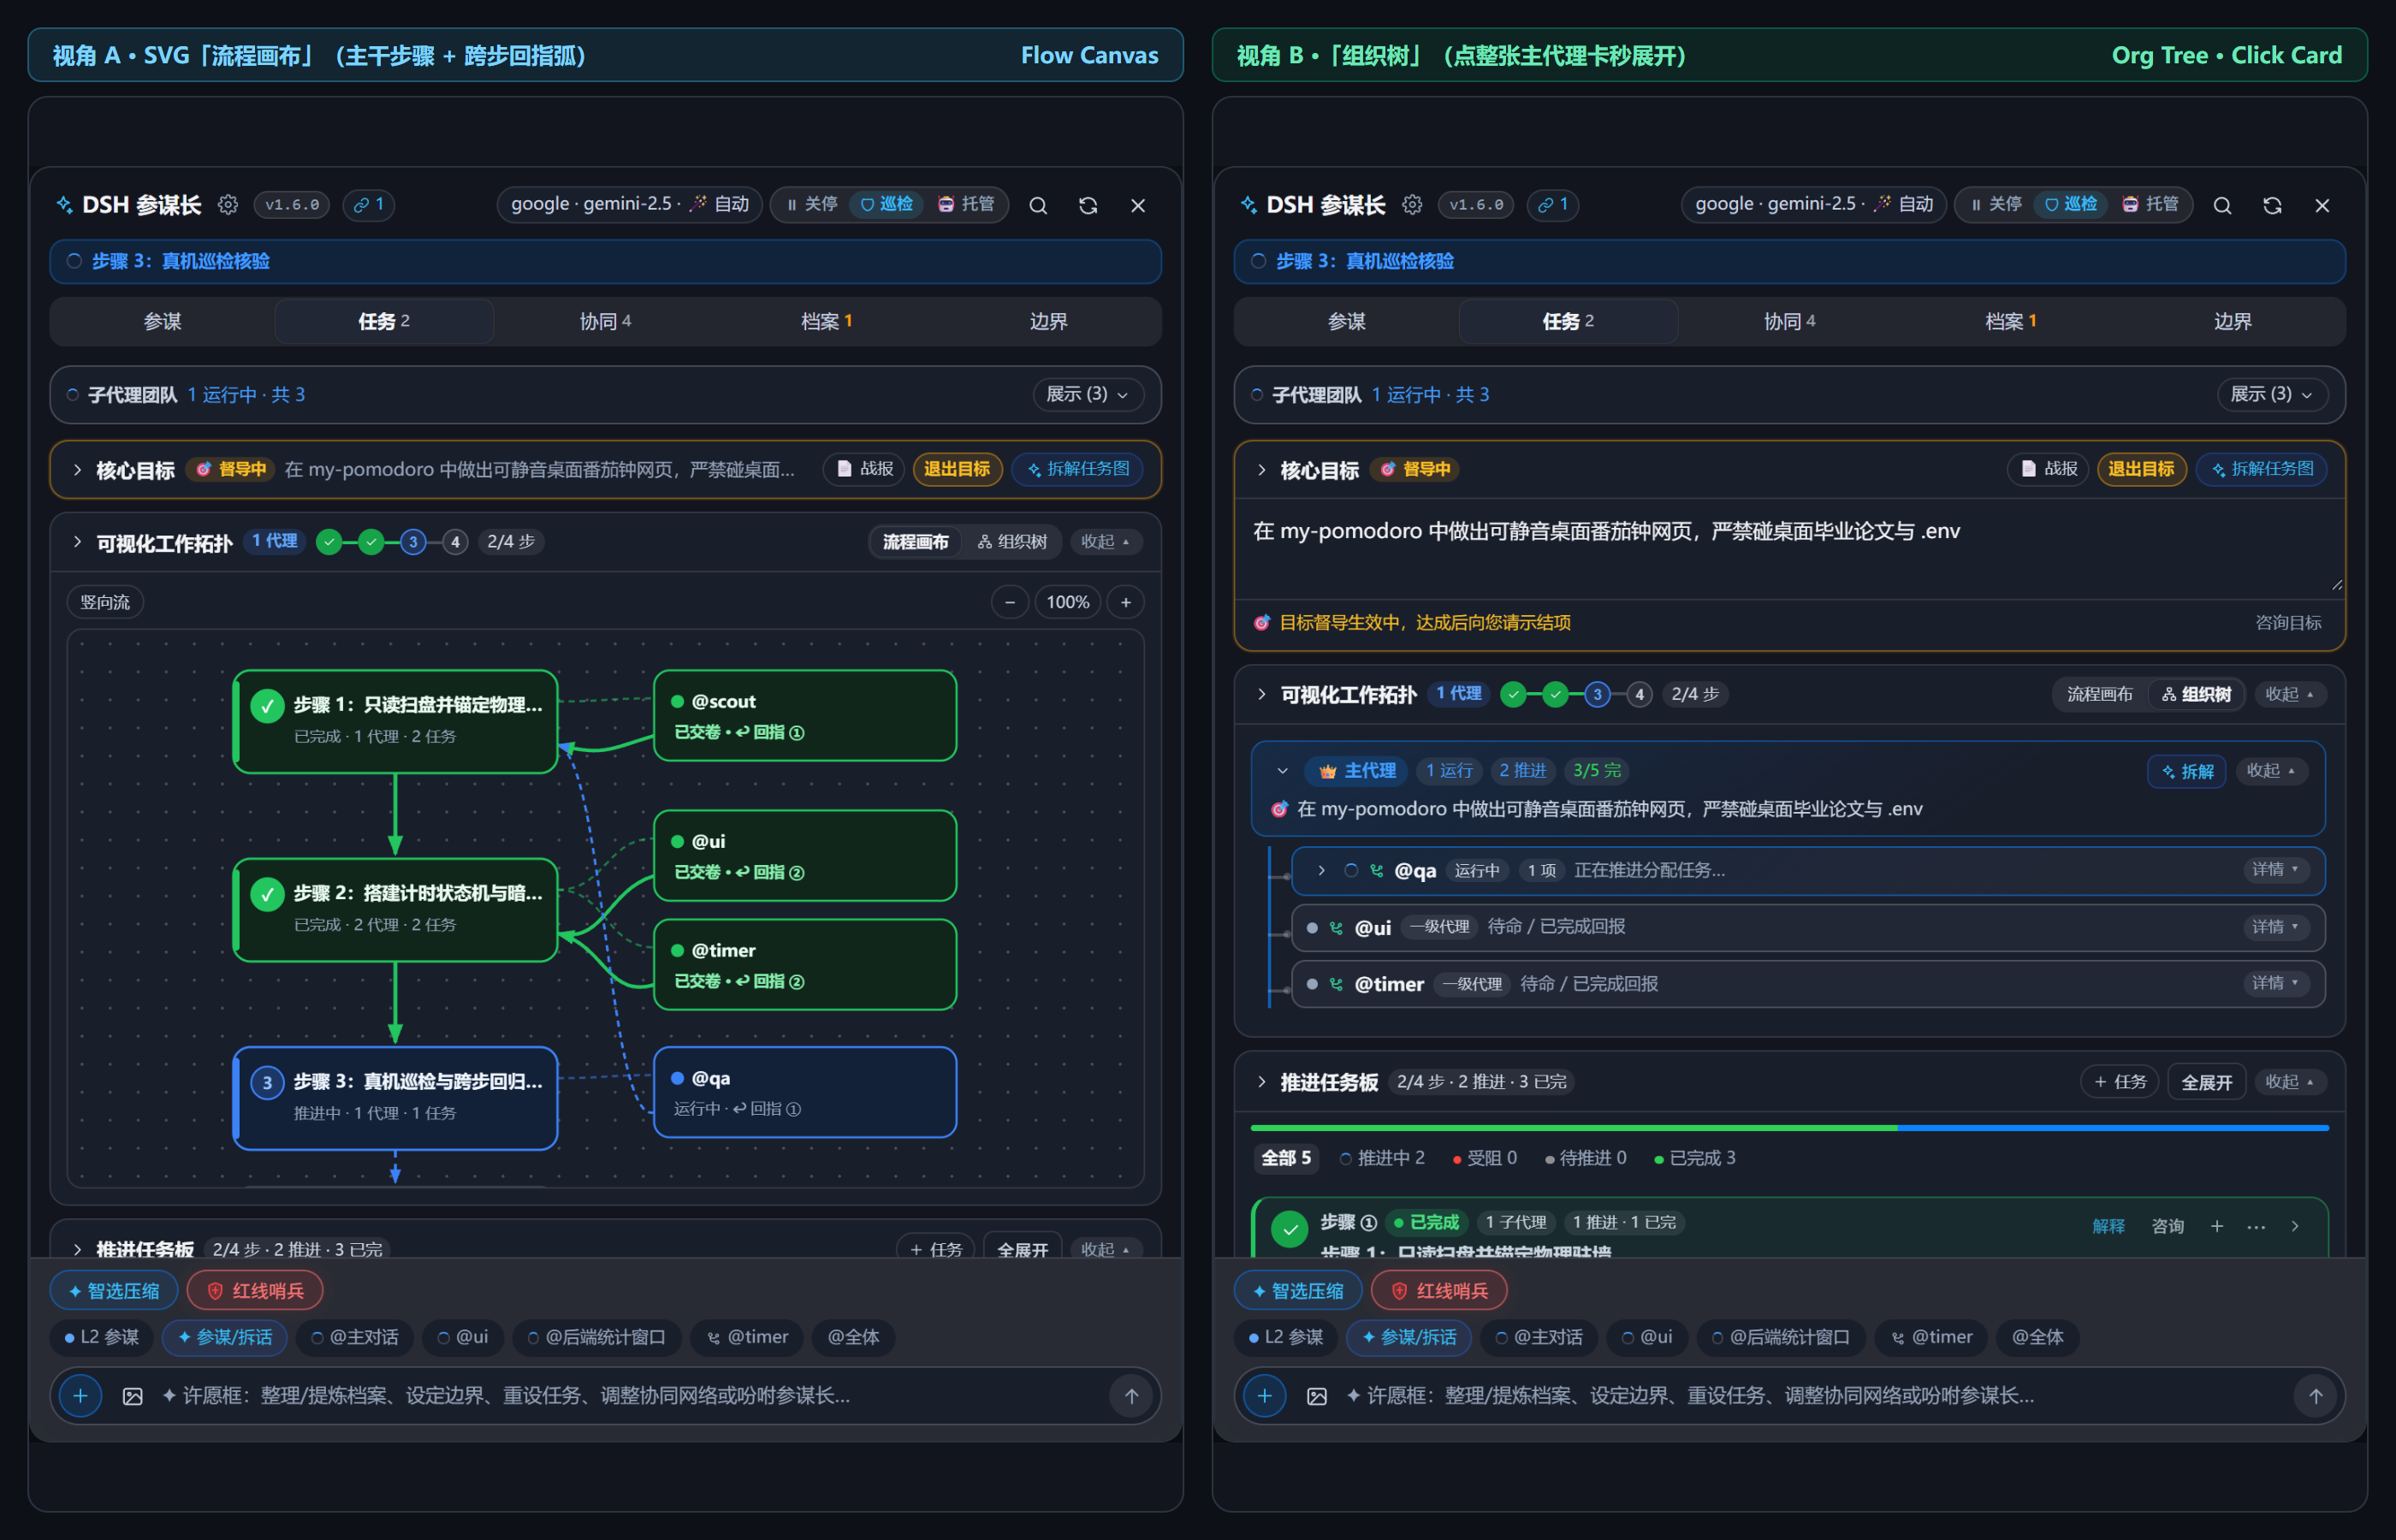 视角 A • SVG「流程画布」（主干步骤 + 跨步回指弧）
Flow Canvas
DSH 参谋长
v1.6.0
1
google · gemini-2.5 · 自动
关停
巡检
托管
步骤 3：真机巡检核验
参谋
任务 2
协同 4
档案 1
边界
子代理团队 1 运行中 · 共 3
展示 (3)
核心目标
督导中
在 my-pomodoro 中做出可静音桌面番茄钟网页，严禁碰桌面...
战报
退出目标
拆解任务图
可视化工作拓扑
1 代理
3
4
2/4 步
流程画布
组织树
收起
竖向流
−
100%
+
步骤 1：只读扫盘并锚定物理...
已完成 · 1 代理 · 2 任务
@scout
已交卷 • ↩ 回指 ①
@ui
已交卷 • ↩ 回指 ②
步骤 2：搭建计时状态机与暗...
已完成 · 2 代理 · 2 任务
@timer
已交卷 • ↩ 回指 ②
3
步骤 3：真机巡检与跨步回归...
推进中 · 1 代理 · 1 任务
@qa
运行中 · ↩ 回指 ①
推进任务板
2/4 步 · 2 推进 · 3 已完
+ 任务
全展开
收起
智选压缩
红线哨兵
L2 参谋
参谋/拆话
@主对话
@ui
@后端统计窗口
@timer
@全体
许愿框：整理/提炼档案、设定边界、重设任务、调整协同网络或吩咐参谋长...
视角 B •「组织树」（点整张主代理卡秒展开）
Org Tree • Click Card
DSH 参谋长
v1.6.0
1
google · gemini-2.5 · 自动
关停
巡检
托管
步骤 3：真机巡检核验
参谋
任务 2
协同 4
档案 1
边界
子代理团队 1 运行中 · 共 3
展示 (3)
核心目标
督导中
战报
退出目标
拆解任务图
在 my-pomodoro 中做出可静音桌面番茄钟网页，严禁碰桌面毕业论文与 .env
目标督导生效中，达成后向您请示结项
咨询目标
可视化工作拓扑
1 代理
3
4
2/4 步
流程画布
组织树
收起
主代理
1 运行
2 推进
3/5 完
拆解
收起
在 my-pomodoro 中做出可静音桌面番茄钟网页，严禁碰桌面毕业论文与 .env
@qa
运行中
1 项
正在推进分配任务...
详情
@ui
一级代理
待命 / 已完成回报
详情
@timer
一级代理
待命 / 已完成回报
详情
推进任务板
2/4 步 · 2 推进 · 3 已完
+ 任务
全展开
收起
全部 5
推进中 2
受阻 0
待推进 0
已完成 3
步骤 ①
已完成
1 子代理
1 推进 · 1 已完
解释
咨询
+
...
步骤 1：只读扫盘并锚定物理驻墙
智选压缩
红线哨兵
L2 参谋
参谋/拆话
@主对话
@ui
@后端统计窗口
@timer
@全体
许愿框：整理/提炼档案、设定边界、重设任务、调整协同网络或吩咐参谋长...